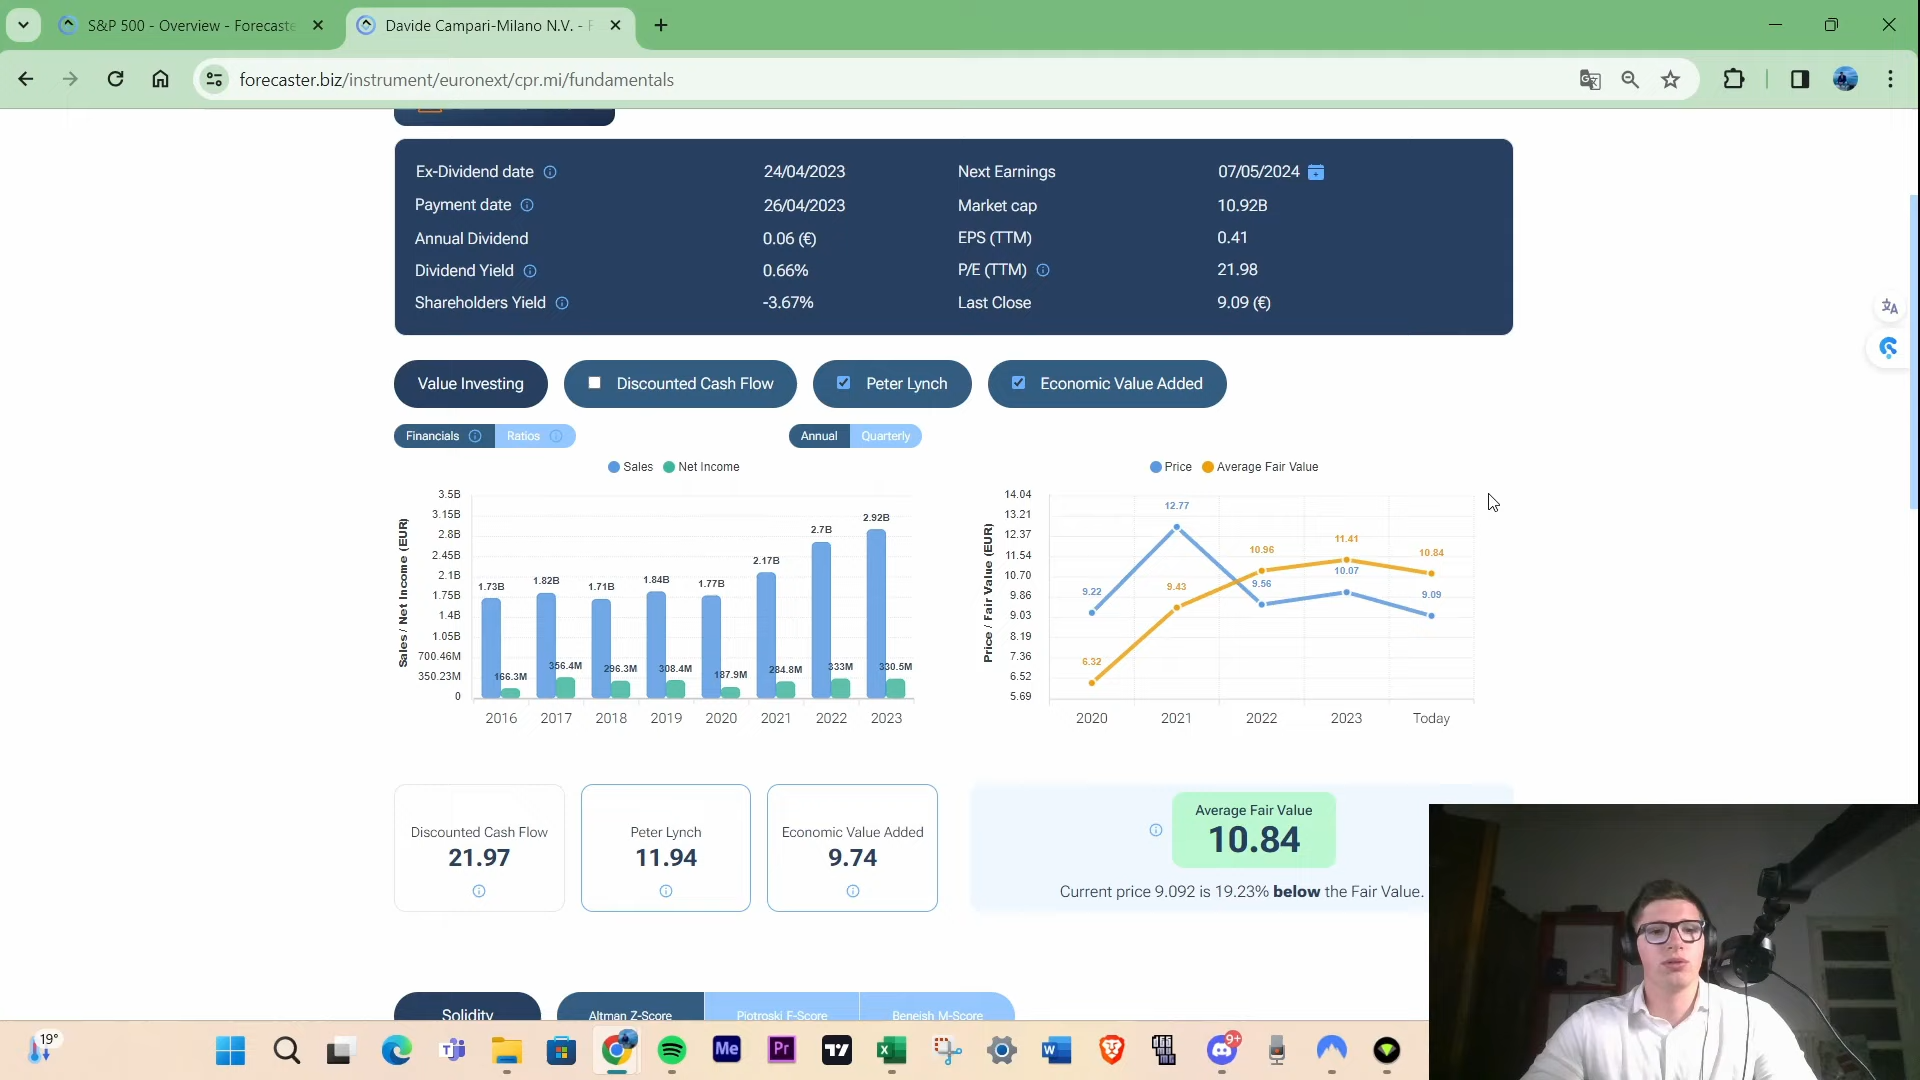 S&P 500 - Overview - Forecaste
Davide Campari-Milano N.V. - F
forecaster.biz/instrument/euronext/cpr.mi/fundamentals
Ex-Dividend date 24/04/2023 Next Earnings 07/05/2024
Payment date 26/04/2023 Market cap 10.92B
Annual Dividend 0.06 (€) EPS (TTM) 0.41
Dividend Yield 0.66% P/E (TTM) 21.98
Shareholders Yield -3.67% Last Close 9.09 (€)
Value Investing Discounted Cash Flow Peter Lynch Economic Value Added
Financials Ratios Annual Quarterly
Sales Net Income
Sales / Net Income (EUR)
3.5B
3.15B
2.8B
2.45B
2.1B
1.75B
1.4B
1.05B
700.46M
350.23M
0
1.73B 1.82B 1.71B 1.84B 1.77B 2.17B 2.7B 2.92B
166.3M 356.4M 296.3M 308.4M 187.9M 284.8M 333M 330.5M
2016 2017 2018 2019 2020 2021 2022 2023
Price Average Fair Value
Price / Fair Value (EUR)
14.04
13.21
12.37
11.54
10.70
9.86
9.03
8.19
7.36
6.52
5.69
9.22 12.77 9.56 10.07 9.09
6.32 9.43 10.96 11.41 10.84
2020 2021 2022 2023 Today
Discounted Cash Flow
21.97
Peter Lynch
11.94
Economic Value Added
9.74
Average Fair Value
10.84
Current price 9.092 is 19.23% below the Fair Value.
Solidity Altman Z-Score Piotroski F-Score Beneish M-Score
19°
Me
Pr
9+